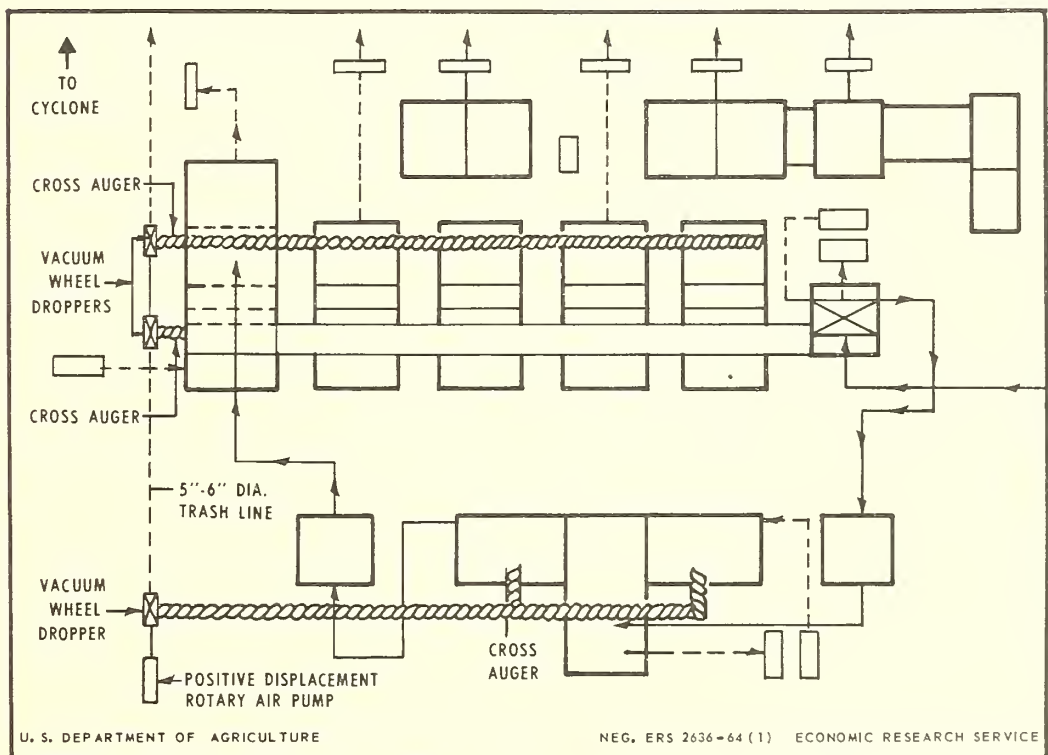 TO
CYCLONE
CROSS AUGER
VACUUM
WHEEL
DROPPERS
CROSS AUGER
5"-6" DIA.
TRASH LINE
VACUUM
WHEEL
DROPPER
CROSS
AUGER
POSITIVE DISPLACEMENT
ROTARY AIR PUMP
U. S. DEPARTMENT OF AGRICULTURE
NEG. ERS 2636-64 (1) ECONOMIC RESEARCH SERVICE